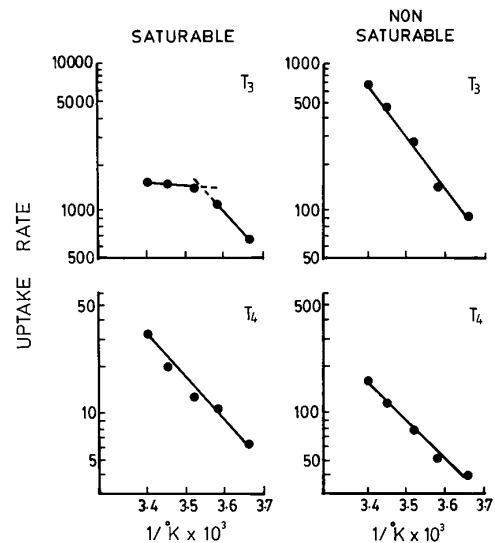 SATURABLE
NON
SATURABLE
UPTAKE RATE
10000
5000
1000
500
T3
1000
500
100
50
T3
50
10
5
T4
500
100
50
T4
3.4 3.5 3.6 3.7
3.4 3.5 3.6 3.7
1/°K x 10³
1/°K x 10³